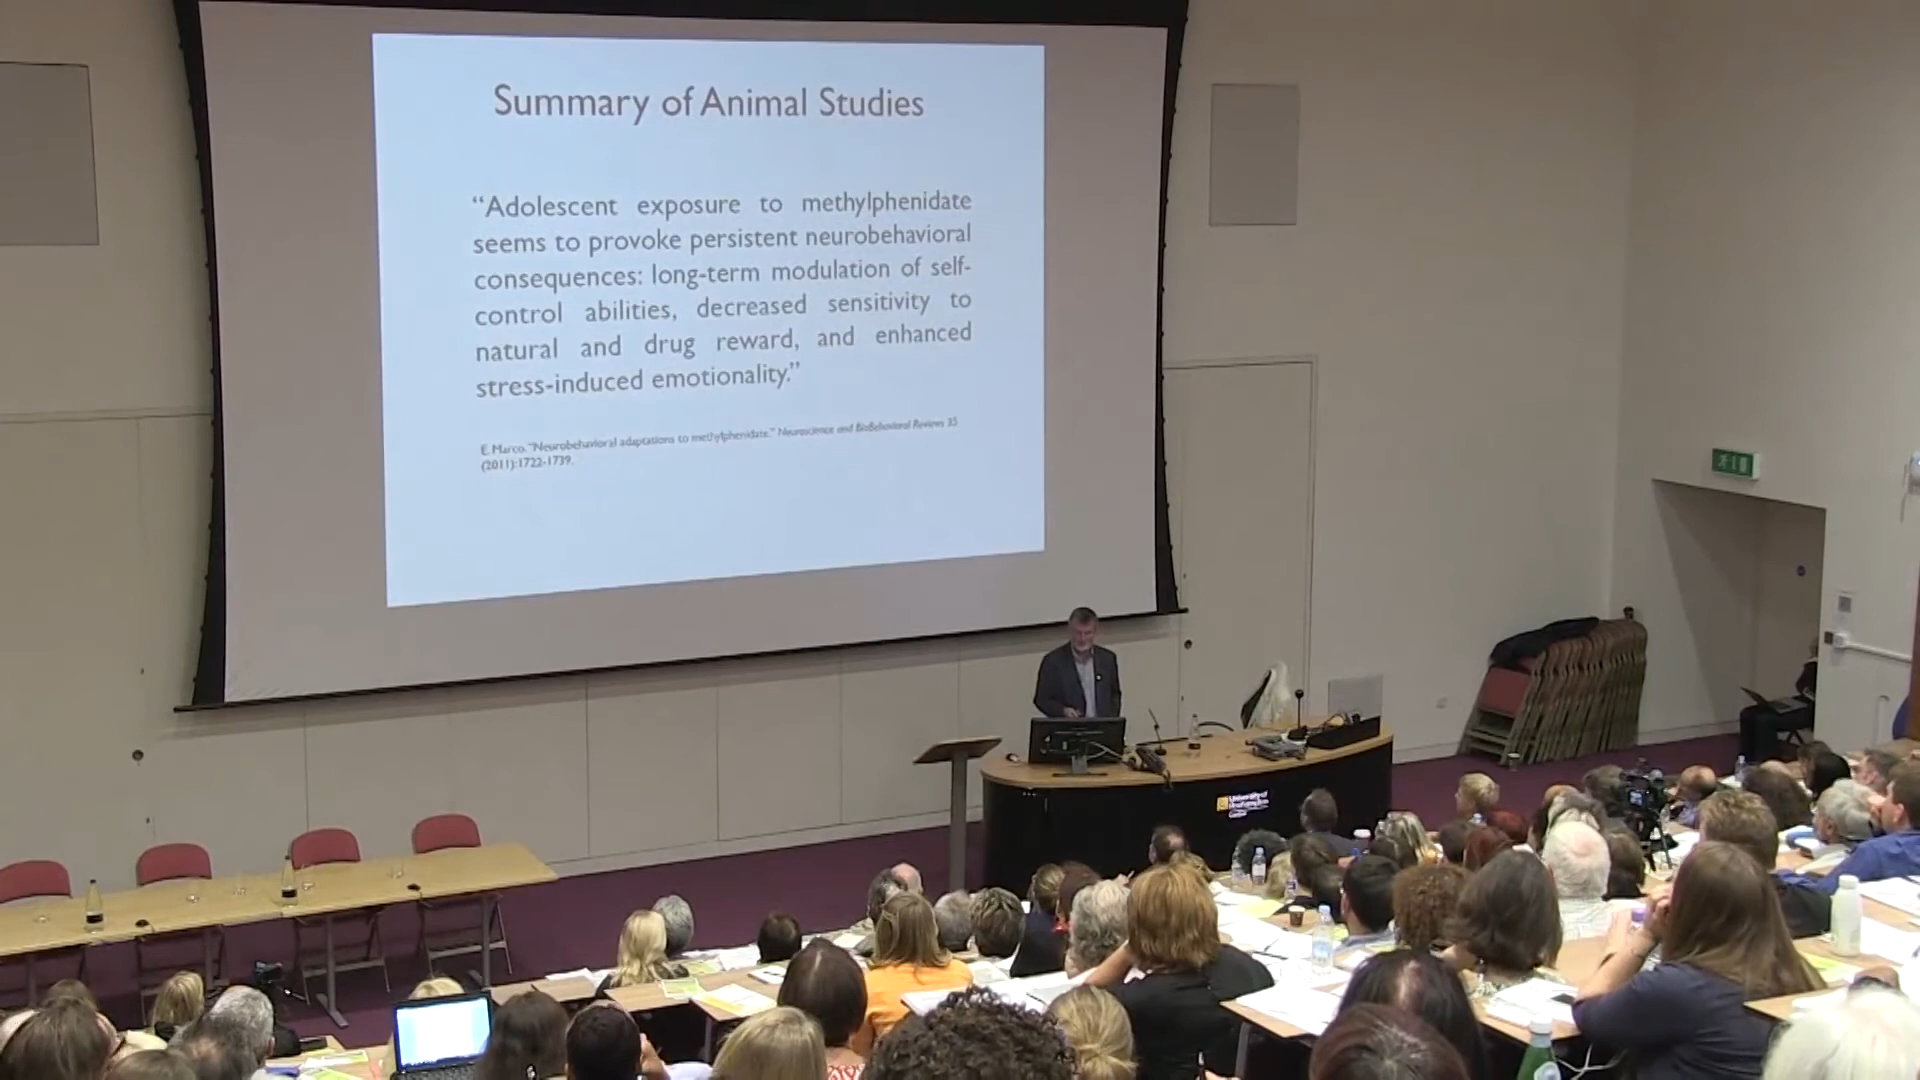 Summary of Animal Studies
“Adolescent exposure to methylphenidate
seems to provoke persistent neurobehavioral
consequences: long-term modulation of self-
control abilities, decreased sensitivity to
natural and drug reward, and enhanced
stress-induced emotionality.”
E. Marco. “Neurobehavioral adaptations to methylphenidate.” Neuroscience and BioBehavioral Reviews 35
(2011):1722-1739.
University of